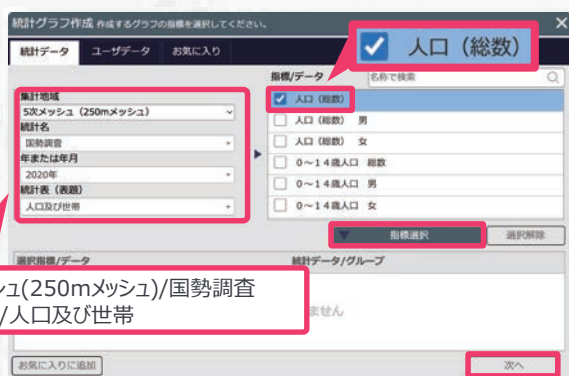 統計グラフ作成 作成するグラフの指標を選択してください。
統計データ ユーザデータ お気に入り
人口（総数）
指標/データ 名称で検索
集計地域
5次メッシュ（250mメッシュ）
統計名
国勢調査
年または年月
2020年
統計表（表題）
人口及び世帯
人口（総数）
人口（総数） 男
人口（総数） 女
０～１４歳人口 総数
０～１４歳人口 男
０～１４歳人口 女
指標選択 選択解除
選択指標/データ 統計データ/グループ
シュ(250mメッシュ)/国勢調査
/人口及び世帯
ません
お気に入りに追加 次へ